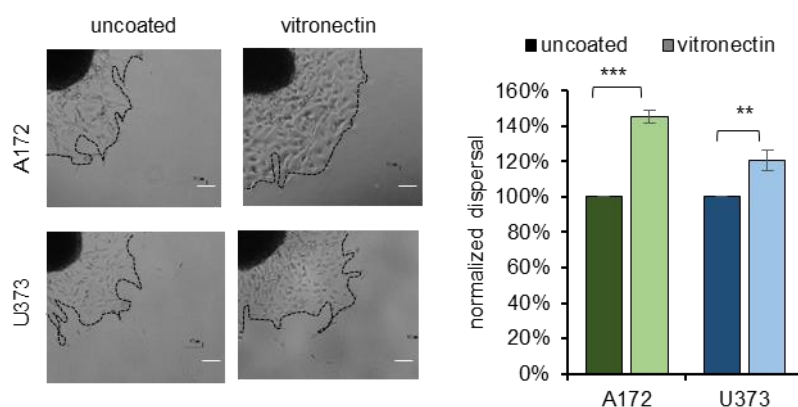 uncoated vitronectin
A172
U373
uncoated vitronectin
***
**
160%
140%
120%
100%
80%
60%
40%
20%
0%
normalized dispersal
A172 U373